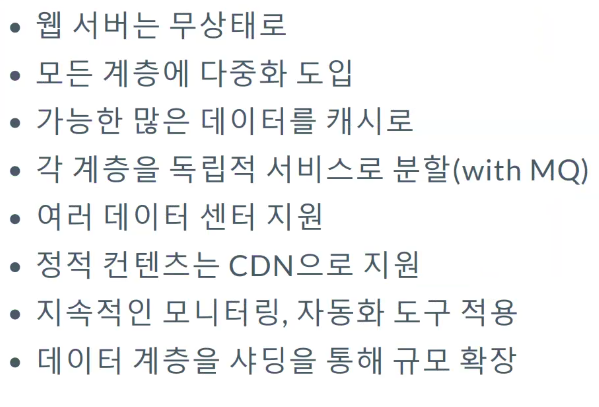 • 웹 서버는 무상태로
• 모든 계층에 다중화 도입
• 가능한 많은 데이터를 캐시로
• 각 계층을 독립적 서비스로 분할(with MQ)
• 여러 데이터 센터 지원
• 정적 컨텐츠는 CDN으로 지원
• 지속적인 모니터링, 자동화 도구 적용
• 데이터 계층을 샤딩을 통해 규모 확장